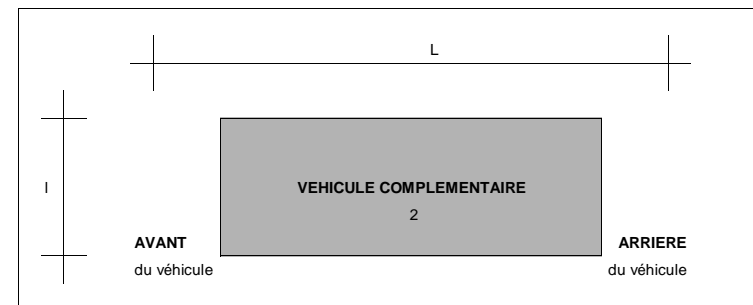 L
l
VEHICULE COMPLEMENTAIRE
2
AVANT
du véhicule
ARRIERE
du véhicule